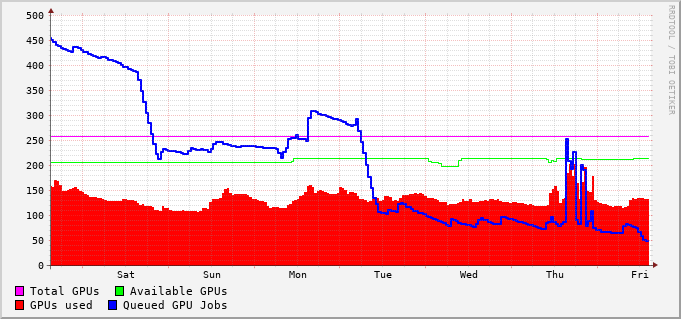 500
450
400
350
300
250
200
150
100
50
0
Sat Sun Mon Tue Wed Thu Fri
Total GPUs Available GPUs
GPUs used Queued GPU Jobs
RRDTOOL / TOBI OETIKER